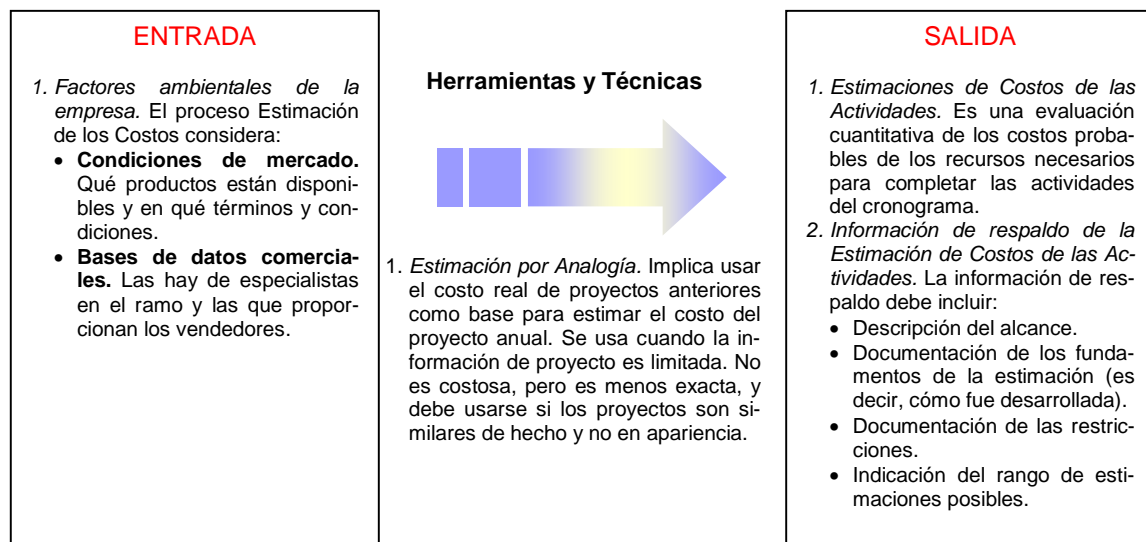 ENTRADA
1. Factores ambientales de la
empresa. El proceso Estimación
de los Costos considera:
• Condiciones de mercado.
Qué productos están disponi-
bles y en qué términos y con-
diciones.
• Bases de datos comercia-
les. Las hay de especialistas
en el ramo y las que propor-
cionan los vendedores.
Herramientas y Técnicas
1. Estimación por Analogía. Implica usar
el costo real de proyectos anteriores
como base para estimar el costo del
proyecto anual. Se usa cuando la in-
formación de proyecto es limitada. No
es costosa, pero es menos exacta, y
debe usarse si los proyectos son si-
milares de hecho y no en apariencia.
SALIDA
1. Estimaciones de Costos de las
Actividades. Es una evaluación
cuantitativa de los costos proba-
bles de los recursos necesarios
para completar las actividades
del cronograma.
2. Información de respaldo de la
Estimación de Costos de las Ac-
tividades. La información de res-
paldo debe incluir:
• Descripción del alcance.
• Documentación de los funda-
mentos de la estimación (es
decir, cómo fue desarrollada).
• Documentación de las restric-
ciones.
• Indicación del rango de esti-
maciones posibles.